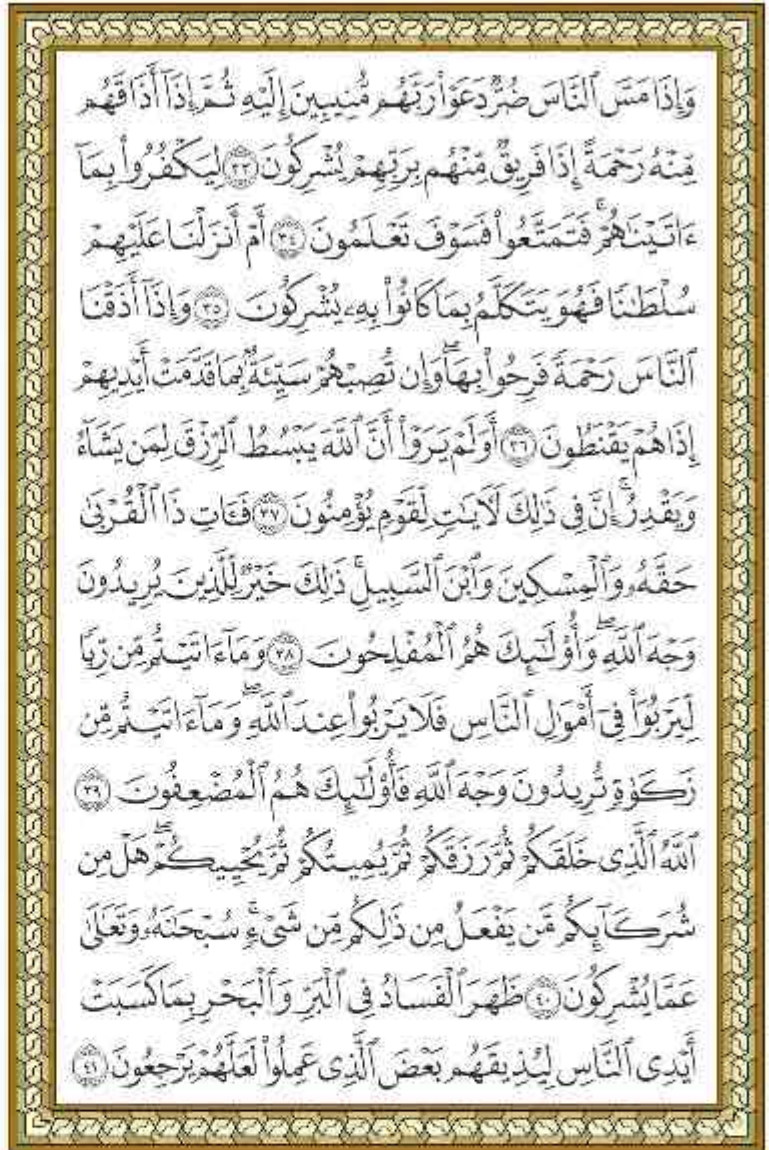 وَإِذَا مَسَّ ٱلنَّاسَ ضُرٌّ دَعَوۡاْ رَبَّهُم مُّنِيبِينَ إِلَيۡهِ ثُمَّ إِذَآ أَذَاقَهُم
مِّنۡهُ رَحۡمَةً إِذَا فَرِيقٌ مِّنۡهُم بِرَبِّهِمۡ يُشۡرِكُونَ ٣٣ لِيَكۡفُرُواْ بِمَآ
ءَاتَيۡنَٰهُمۡۚ فَتَمَتَّعُواْ فَسَوۡفَ تَعۡلَمُونَ ٣٤ أَمۡ أَنزَلۡنَا عَلَيۡهِمۡ
سُلۡطَٰنًا فَهُوَ يَتَكَلَّمُ بِمَا كَانُواْ بِهِۦ يُشۡرِكُونَ ٣٥ وَإِذَآ أَذَقۡنَا
ٱلنَّاسَ رَحۡمَةً فَرِحُواْ بِهَاۖ وَإِن تُصِبۡهُمۡ سَيِّئَةٌۢ بِمَا قَدَّمَتۡ أَيۡدِيهِمۡ
إِذَا هُمۡ يَقۡنَطُونَ ٣٦ أَوَلَمۡ يَرَوۡاْ أَنَّ ٱللَّهَ يَبۡسُطُ ٱلرِّزۡقَ لِمَن يَشَآءُ
وَيَقۡدِرُۚ إِنَّ فِي ذَٰلِكَ لَأٓيَٰتٍ لِّقَوۡمٍ يُؤۡمِنُونَ ٣٧ فَـَٔاتِ ذَا ٱلۡقُرۡبَىٰ
حَقَّهُۥ وَٱلۡمِسۡكِينَ وَٱبۡنَ ٱلسَّبِيلِۚ ذَٰلِكَ خَيۡرٌ لِّلَّذِينَ يُرِيدُونَ
وَجۡهَ ٱللَّهِۖ وَأُوْلَٰٓئِكَ هُمُ ٱلۡمُفۡلِحُونَ ٣٨ وَمَآ ءَاتَيۡتُم مِّن رِّبًا
لِّيَرۡبُوَاْ فِيٓ أَمۡوَٰلِ ٱلنَّاسِ فَلَا يَرۡبُواْ عِندَ ٱللَّهِۖ وَمَآ ءَاتَيۡتُم مِّن
زَكَوٰةٍ تُرِيدُونَ وَجۡهَ ٱللَّهِ فَأُوْلَٰٓئِكَ هُمُ ٱلۡمُضۡعِفُونَ ٣٩
ٱللَّهُ ٱلَّذِي خَلَقَكُمۡ ثُمَّ رَزَقَكُمۡ ثُمَّ يُمِيتُكُمۡ ثُمَّ يُحۡيِيكُمۡۖ هَلۡ مِن
شُرَكَآئِكُم مَّن يَفۡعَلُ مِن ذَٰلِكُم مِّن شَيۡءٍۚ سُبۡحَٰنَهُۥ وَتَعَٰلَىٰ
عَمَّا يُشۡرِكُونَ ٤٠ ظَهَرَ ٱلۡفَسَادُ فِي ٱلۡبَرِّ وَٱلۡبَحۡرِ بِمَا كَسَبَتۡ
أَيۡدِي ٱلنَّاسِ لِيُذِيقَهُم بَعۡضَ ٱلَّذِي عَمِلُواْ لَعَلَّهُمۡ يَرۡجِعُونَ ٤١